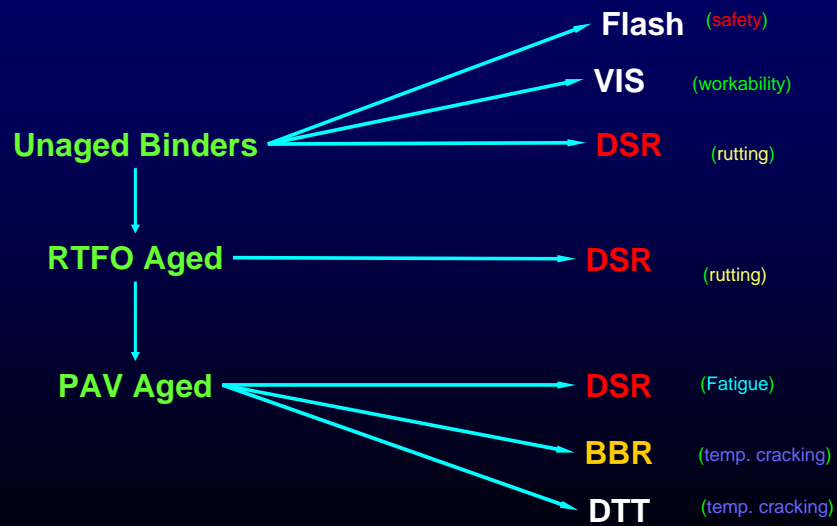 Flash (safety)
VIS (workability)
Unaged Binders DSR (rutting)
RTFO Aged DSR (rutting)
PAV Aged DSR (Fatigue)
BBR (temp. cracking)
DTT (temp. cracking)